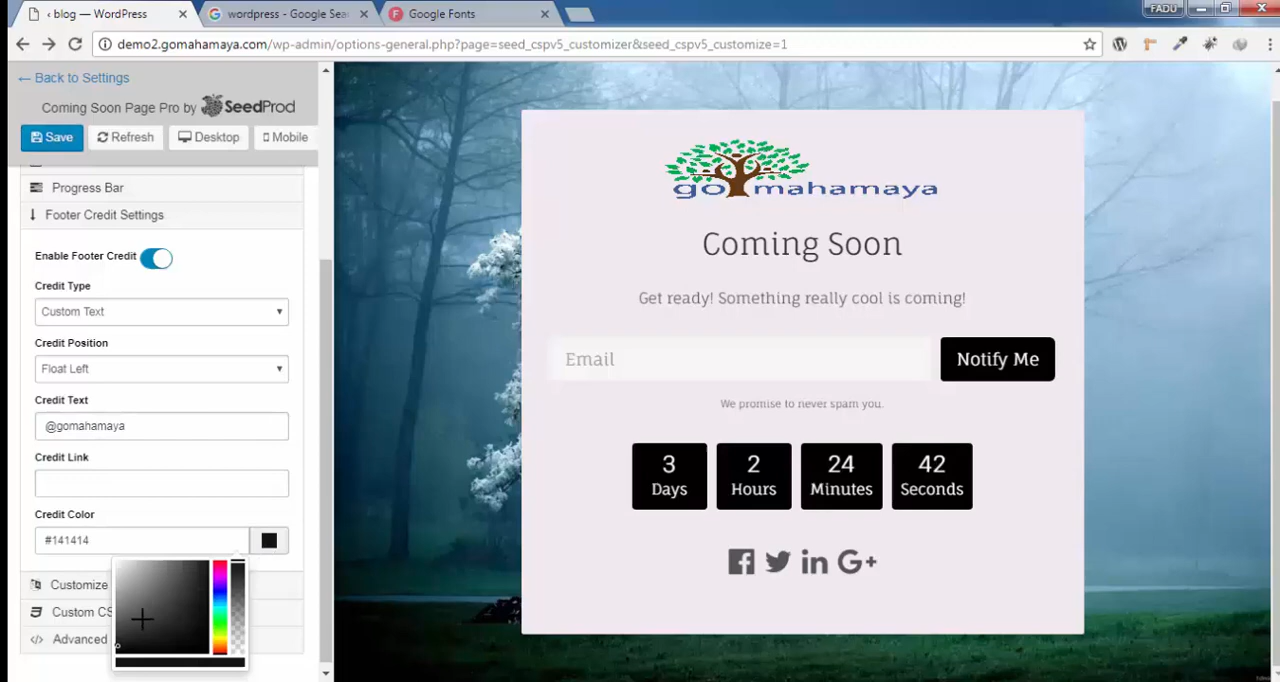 ‹ blog — WordPress
wordpress - Google Sea
Google Fonts
FADU
demo2.gomahamaya.com/wp-admin/options-general.php?page=seed_cspv5_customizer&seed_cspv5_customize=1
← Back to Settings
Coming Soon Page Pro by SeedProd
Save
Refresh
Desktop
Mobile
Progress Bar
Footer Credit Settings
Enable Footer Credit
Credit Type
Custom Text
Credit Position
Float Left
Credit Text
@gomahamaya
Credit Link
Credit Color
#141414
Customize
Custom CS
Advanced
go mahamaya
Coming Soon
Get ready! Something really cool is coming!
Email
Notify Me
We promise to never spam you.
3 2 24 42
Days Hours Minutes Seconds